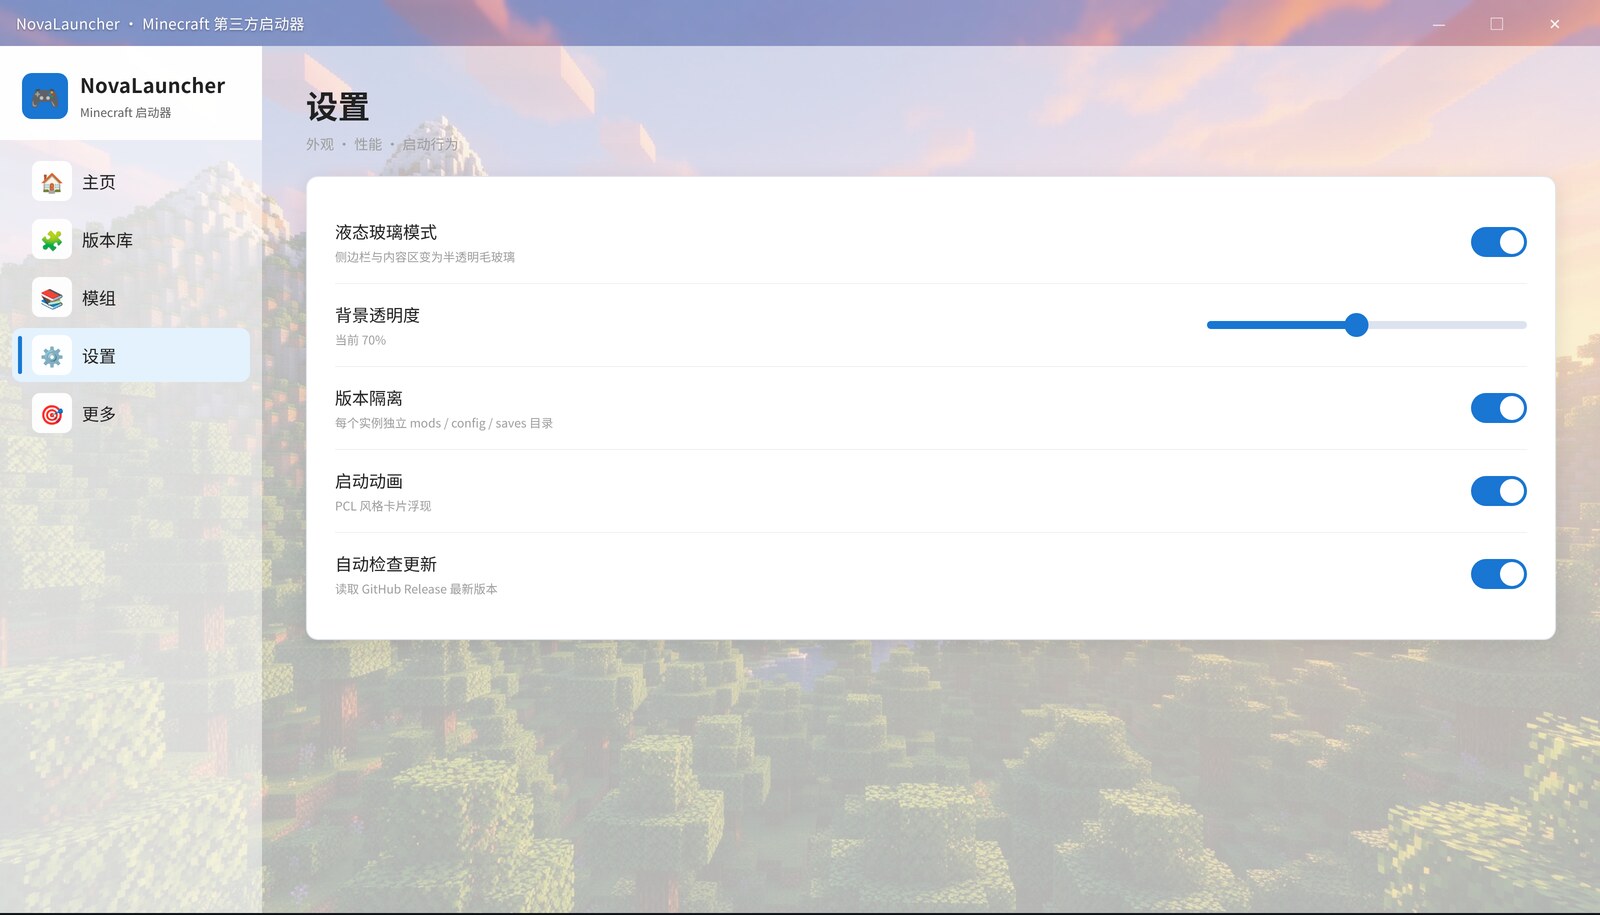 NovaLauncher • Minecraft 第三方启动器
NovaLauncher
Minecraft 启动器
主页
版本库
模组
设置
更多
设置
外观 • 性能 • 启动行为
液态玻璃模式
侧边栏与内容区变为半透明毛玻璃
背景透明度
当前 70%
版本隔离
每个实例独立 mods / config / saves 目录
启动动画
PCL 风格卡片浮现
自动检查更新
读取 GitHub Release 最新版本